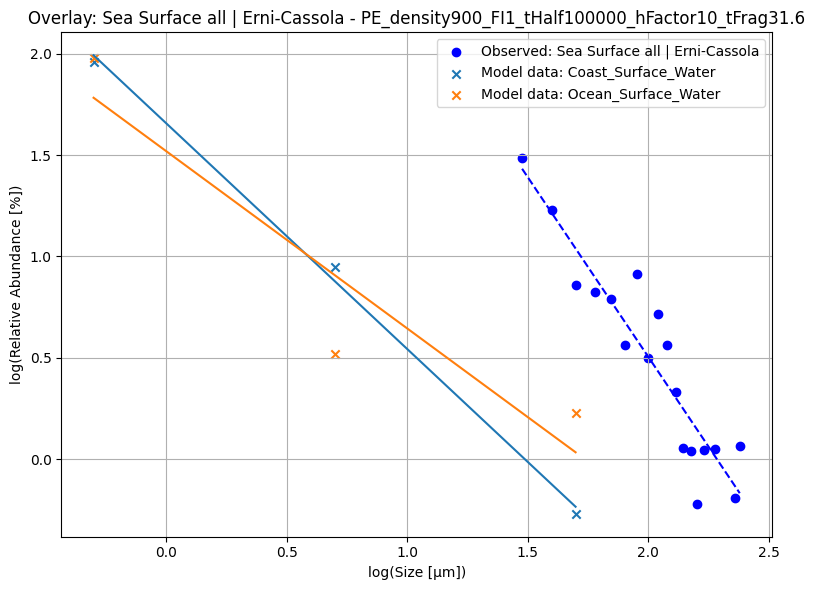 Overlay: Sea Surface all | Erni-Cassola - PE_density900_FI1_tHalf100000_hFactor10_tFrag31.6
Observed: Sea Surface all | Erni-Cassola
Model data: Coast_Surface_Water
Model data: Ocean_Surface_Water
log(Relative Abundance [%])
2.0
1.5
1.0
0.5
0.0
0.0 0.5 1.0 1.5 2.0 2.5
log(Size [µm])